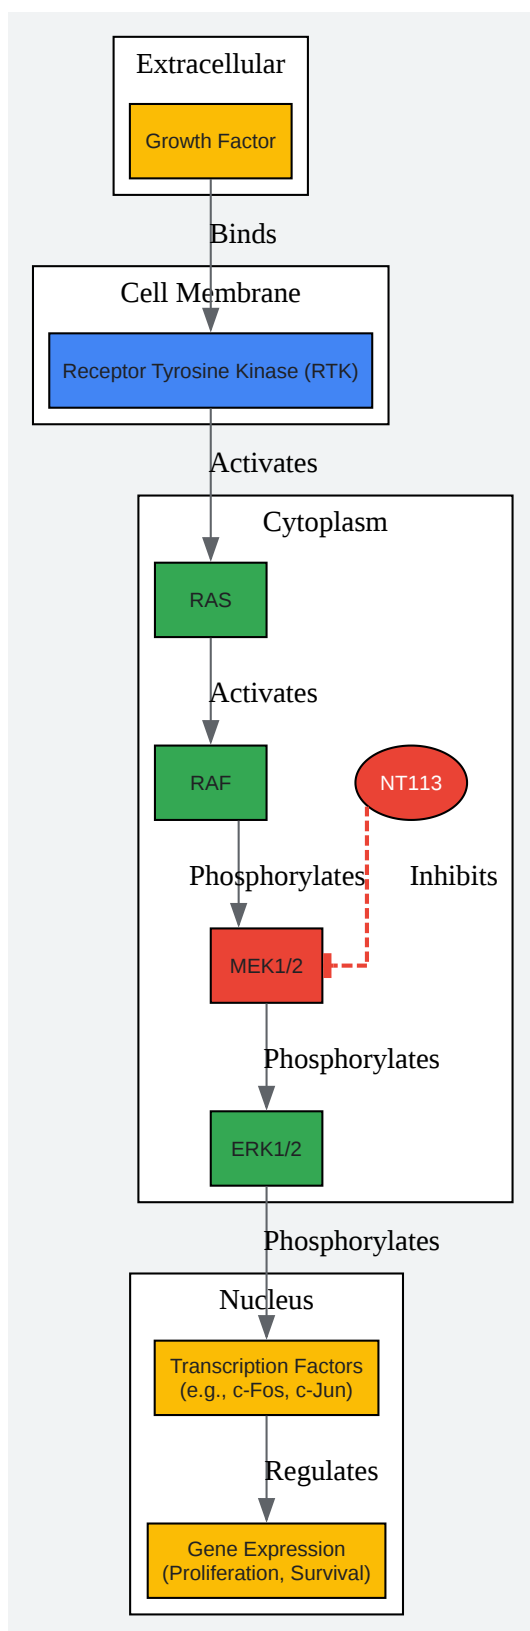 Extracellular
Growth Factor
Binds
Cell Membrane
Receptor Tyrosine Kinase (RTK)
Activates
Cytoplasm
RAS
Activates
RAF
NT113
Phosphorylates
Inhibits
MEK1/2
Phosphorylates
ERK1/2
Phosphorylates
Nucleus
Transcription Factors
(e.g., c-Fos, c-Jun)
Regulates
Gene Expression
(Proliferation, Survival)